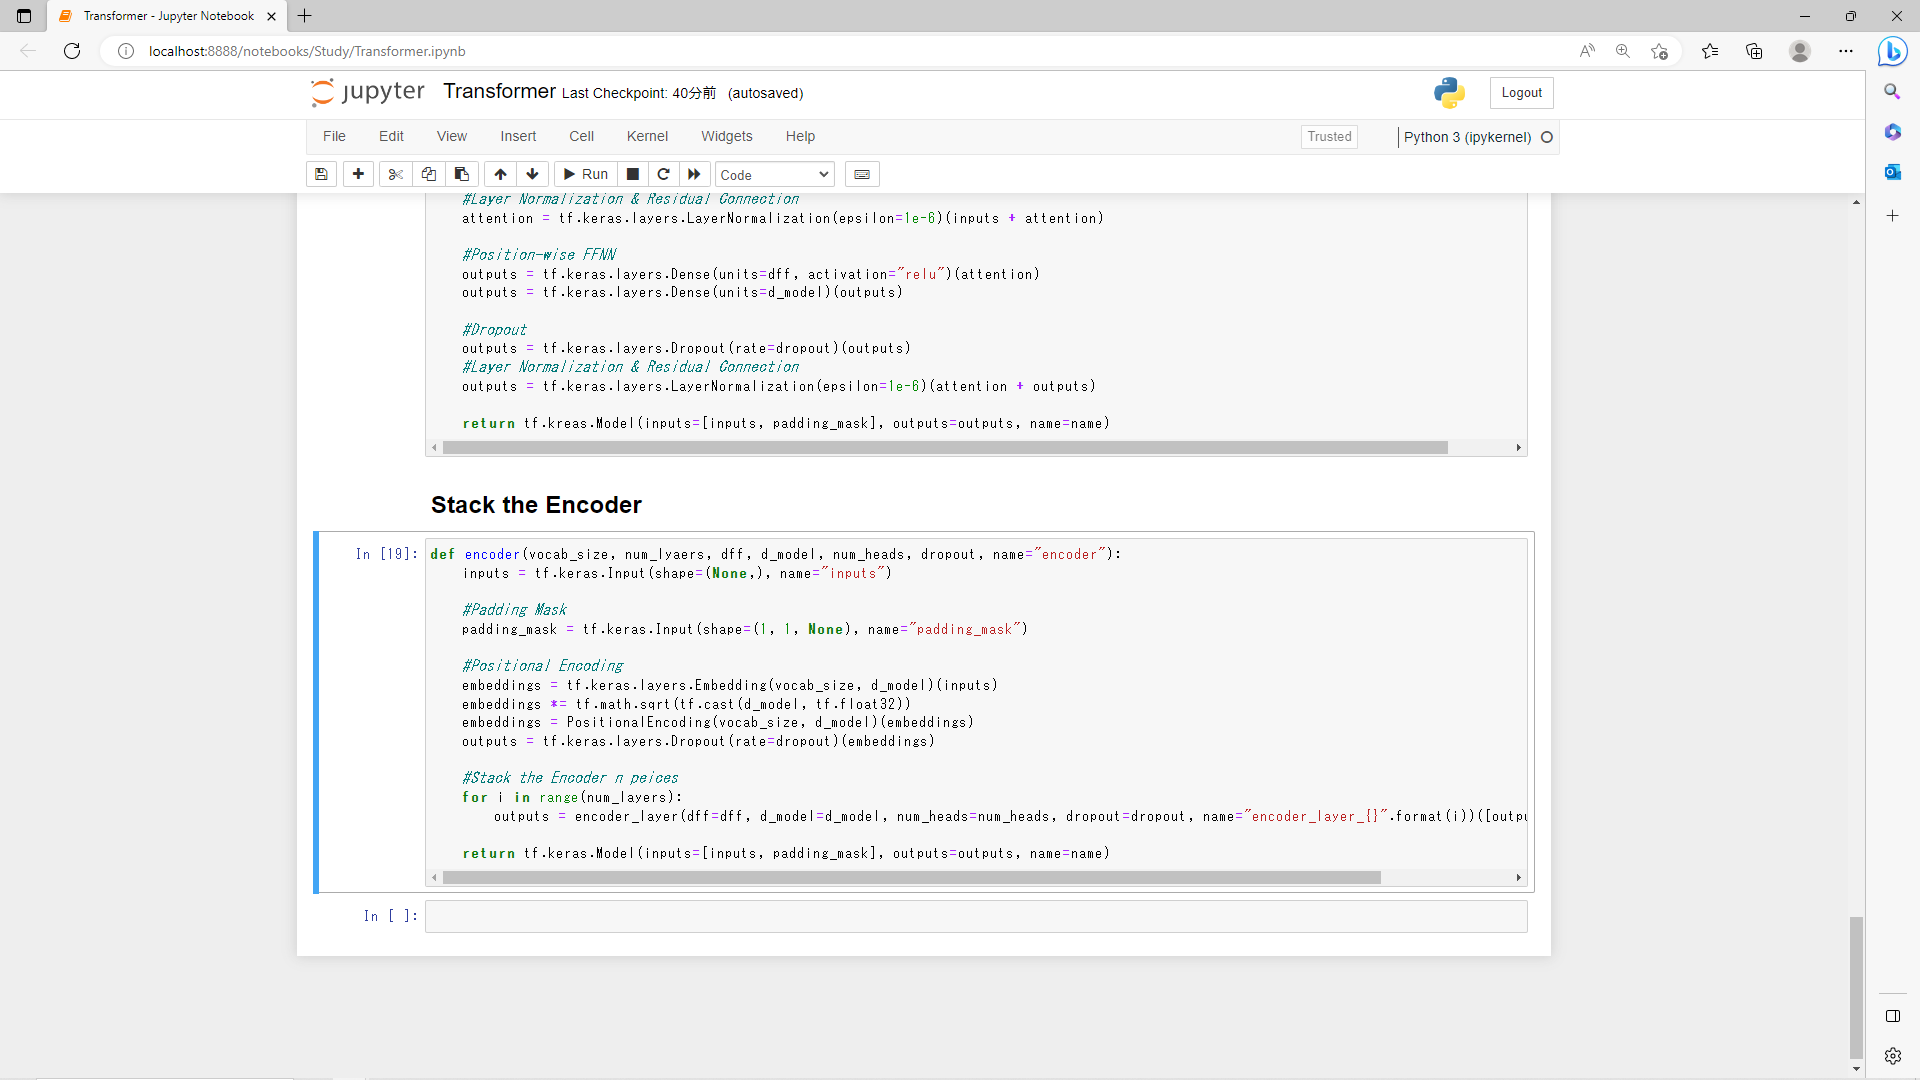 Transformer - Jupyter Notebook
localhost:8888/notebooks/Study/Transformer.ipynb
jupyter Transformer Last Checkpoint: 40分前 (autosaved)
Logout
File Edit View Insert Cell Kernel Widgets Help
Trusted
Python 3 (ipykernel)
Run
Code
#Layer Normalization & Residual Connection
attention = tf.keras.layers.LayerNormalization(epsilon=1e-6)(inputs + attention)
#Position-wise FFNN
outputs = tf.keras.layers.Dense(units=dff, activation="relu")(attention)
outputs = tf.keras.layers.Dense(units=d_model)(outputs)
#Dropout
outputs = tf.keras.layers.Dropout(rate=dropout)(outputs)
#Layer Normalization & Residual Connection
outputs = tf.keras.layers.LayerNormalization(epsilon=1e-6)(attention + outputs)
return tf.kreas.Model(inputs=[inputs, padding_mask], outputs=outputs, name=name)
Stack the Encoder
In [19]:
def encoder(vocab_size, num_lyaers, dff, d_model, num_heads, dropout, name="encoder"):
inputs = tf.keras.Input(shape=(None,), name="inputs")
#Padding Mask
padding_mask = tf.keras.Input(shape=(1, 1, None), name="padding_mask")
#Positional Encoding
embeddings = tf.keras.layers.Embedding(vocab_size, d_model)(inputs)
embeddings *= tf.math.sqrt(tf.cast(d_model, tf.float32))
embeddings = PositionalEncoding(vocab_size, d_model)(embeddings)
outputs = tf.keras.layers.Dropout(rate=dropout)(embeddings)
#Stack the Encoder n peices
for i in range(num_layers):
outputs = encoder_layer(dff=dff, d_model=d_model, num_heads=num_heads, dropout=dropout, name="encoder_layer_{}".format(i))([outpu
return tf.keras.Model(inputs=[inputs, padding_mask], outputs=outputs, name=name)
In [ ]: